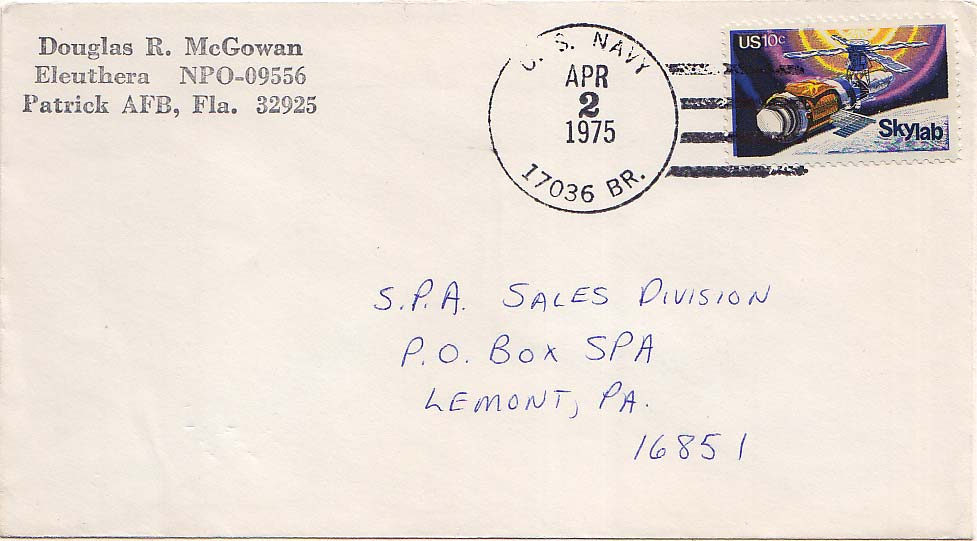 Douglas R. McGowan
Eleuthera NPO-09556
Patrick AFB, Fla. 32925
U. S. NAVY
APR
2
1975
17036 BR.
US10c
Skylab
S.P.A. SALES DIVISION
P.O. BOX SPA
LEMONT, PA.
16851